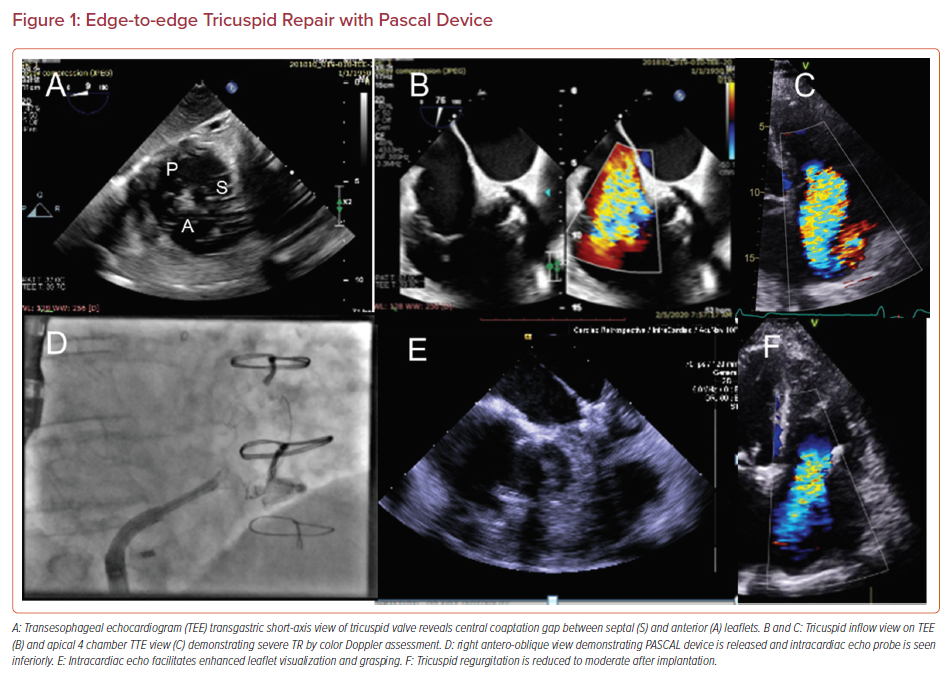 Figure 1: Edge-to-edge Tricuspid Repair with Pascal Device
A
P
S
A
B
76
C
5
10
15
V
D
E
F
V
A: Transesophageal echocardiogram (TEE) transgastric short-axis view of tricuspid valve reveals central coaptation gap between septal (S) and anterior (A) leaflets. B and C: Tricuspid inflow view on TEE
(B) and apical 4 chamber TTE view (C) demonstrating severe TR by color Doppler assessment. D: right antero-oblique view demonstrating PASCAL device is released and intracardiac echo probe is seen
inferiorly. E: Intracardiac echo facilitates enhanced leaflet visualization and grasping. F: Tricuspid regurgitation is reduced to moderate after implantation.